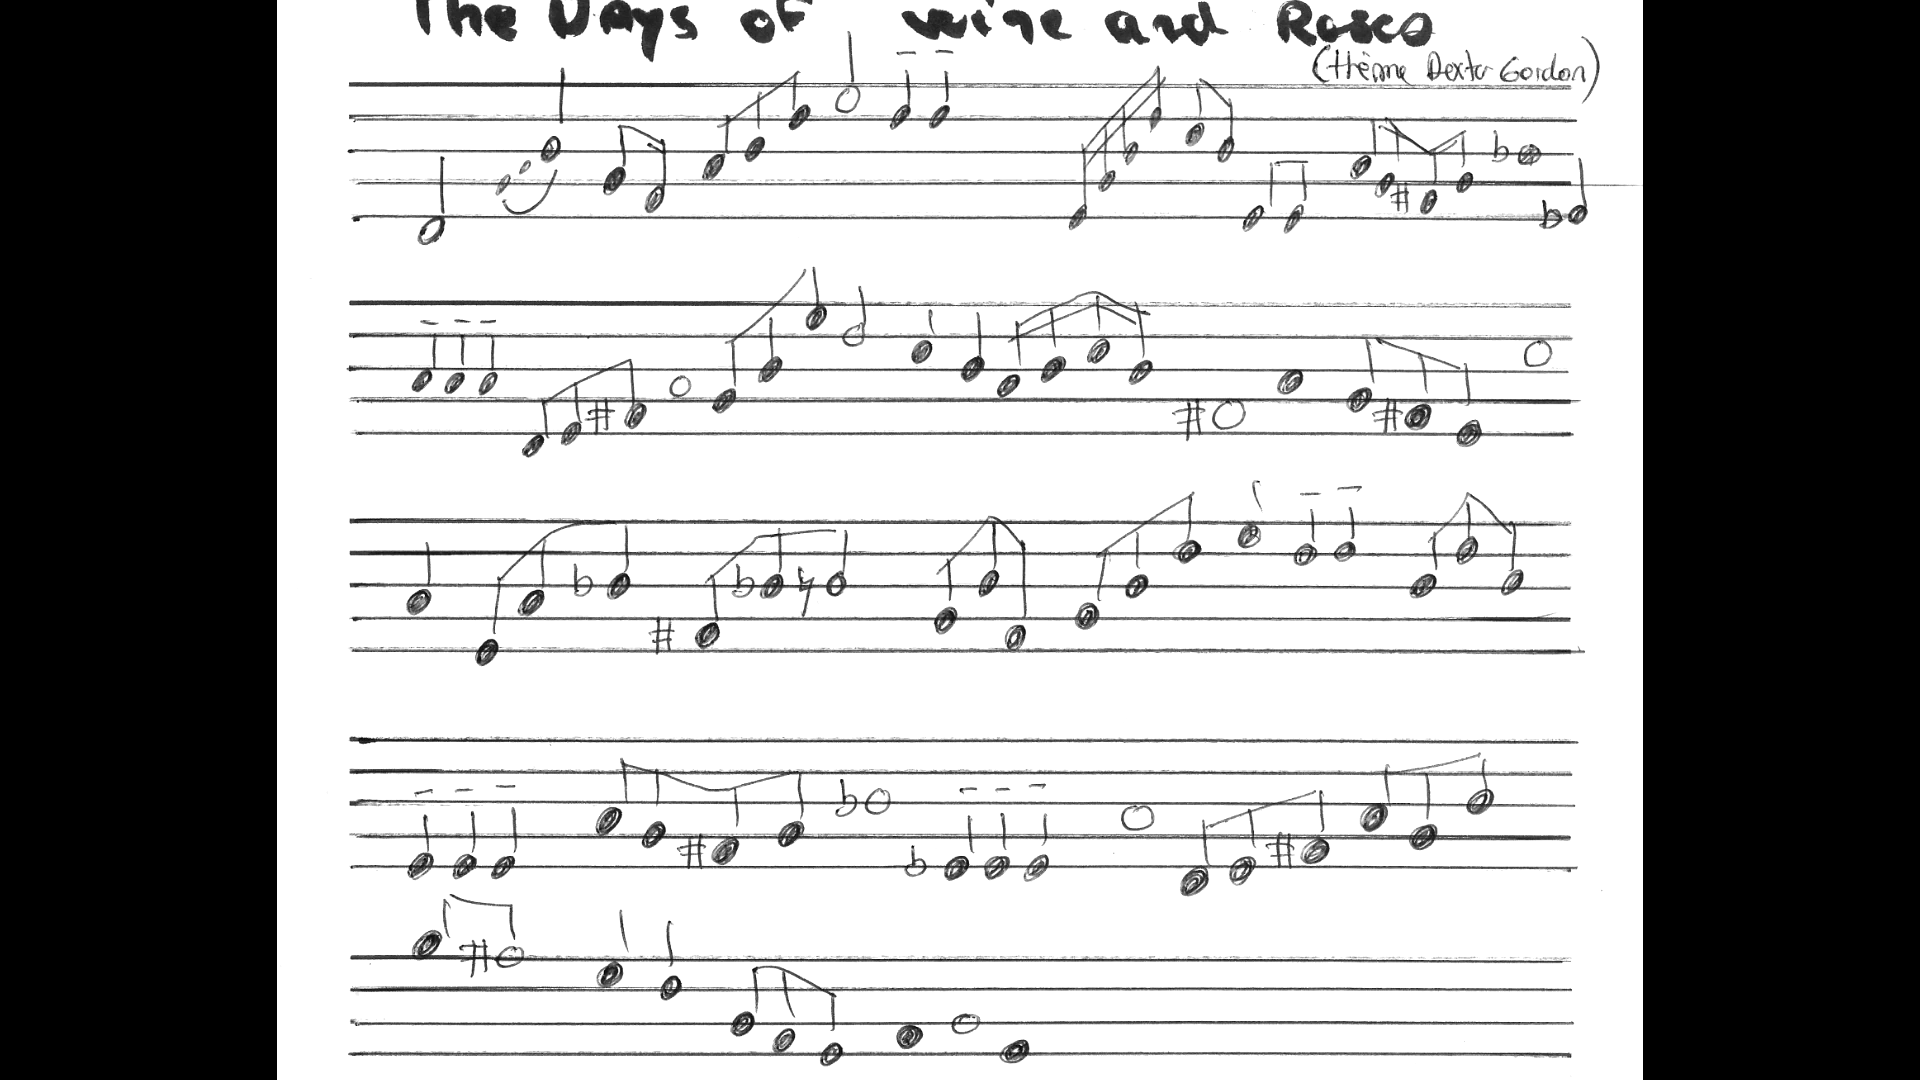 The Days of wine and Roses
(thème Dexter Gordon)